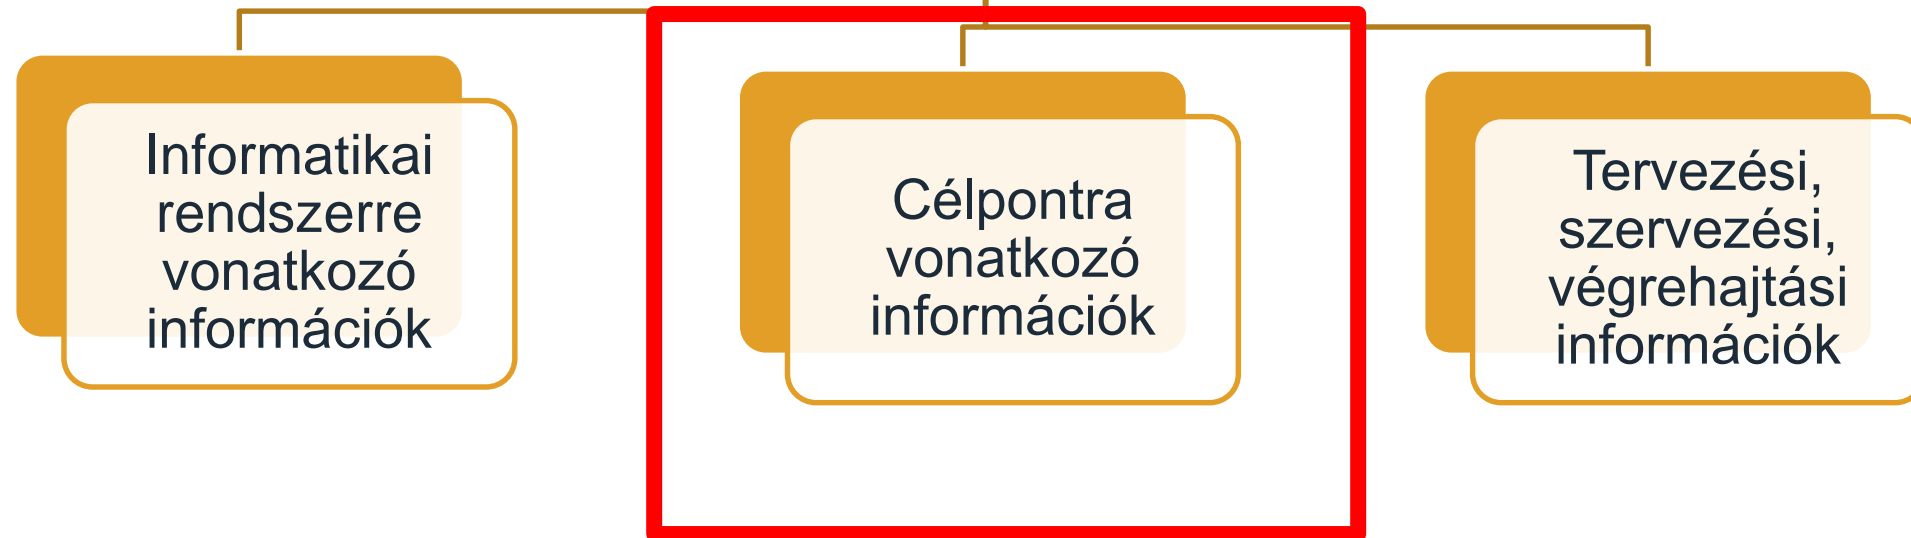 Informatikai
rendszerre
vonatkozó
információk
Célpontra
vonatkozó
információk
Tervezési,
szervezési,
végrehajtási
információk